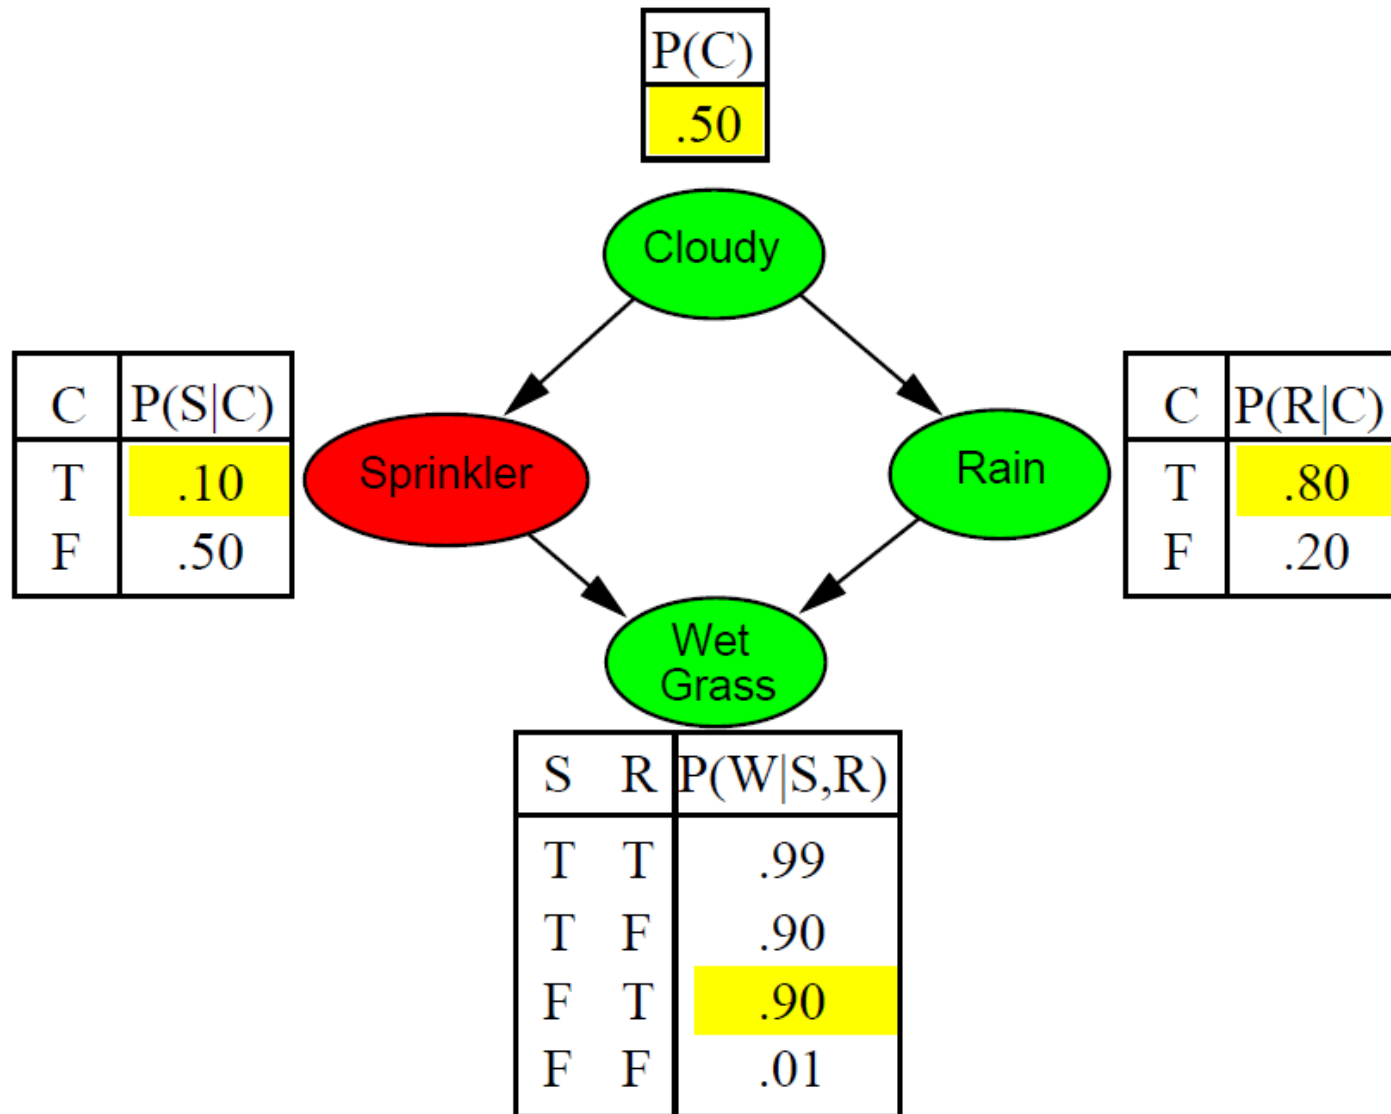 P(C)
.50
Cloudy
C P(S|C)
T .10
F .50
Sprinkler
Rain
C P(R|C)
T .80
F .20
Wet
Grass
S R P(W|S,R)
T T .99
T F .90
F T .90
F F .01